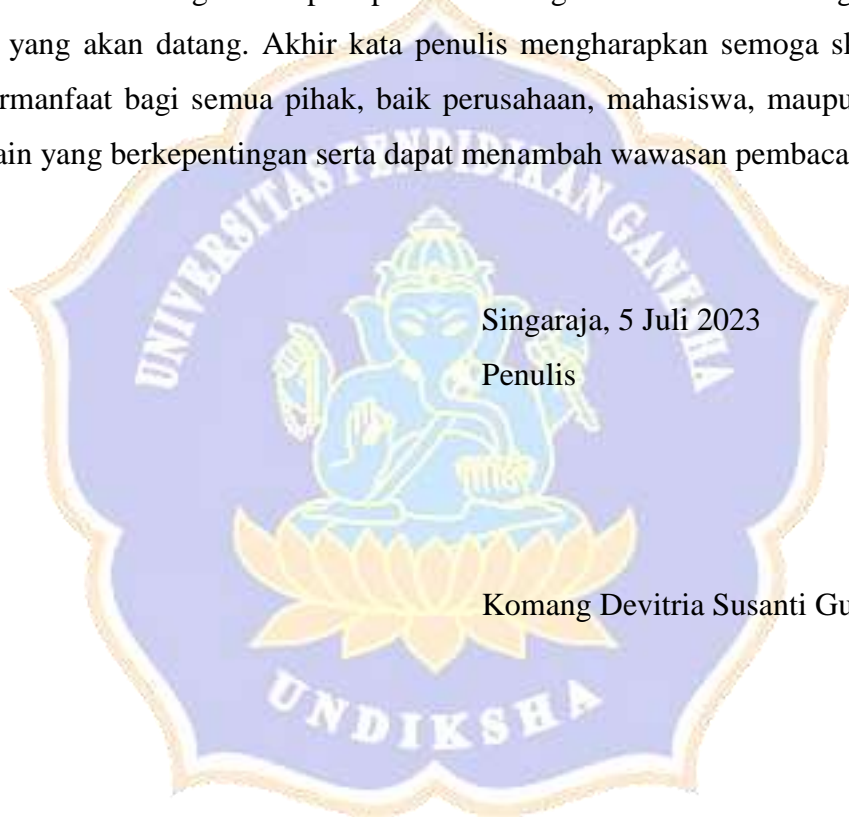 yang akan datang. Akhir kata penulis mengharapkan semoga
rmanfaat bagi semua pihak, baik perusahaan, mahasiswa, maupu
ain yang berkepentingan serta dapat menambah wawasan pembaca
UNIVERSITAS PENDIDIKAN GANESHA
Singaraja, 5 Juli 2023
Penulis
Komang Devitria Susanti Gu
UNDIKSHA